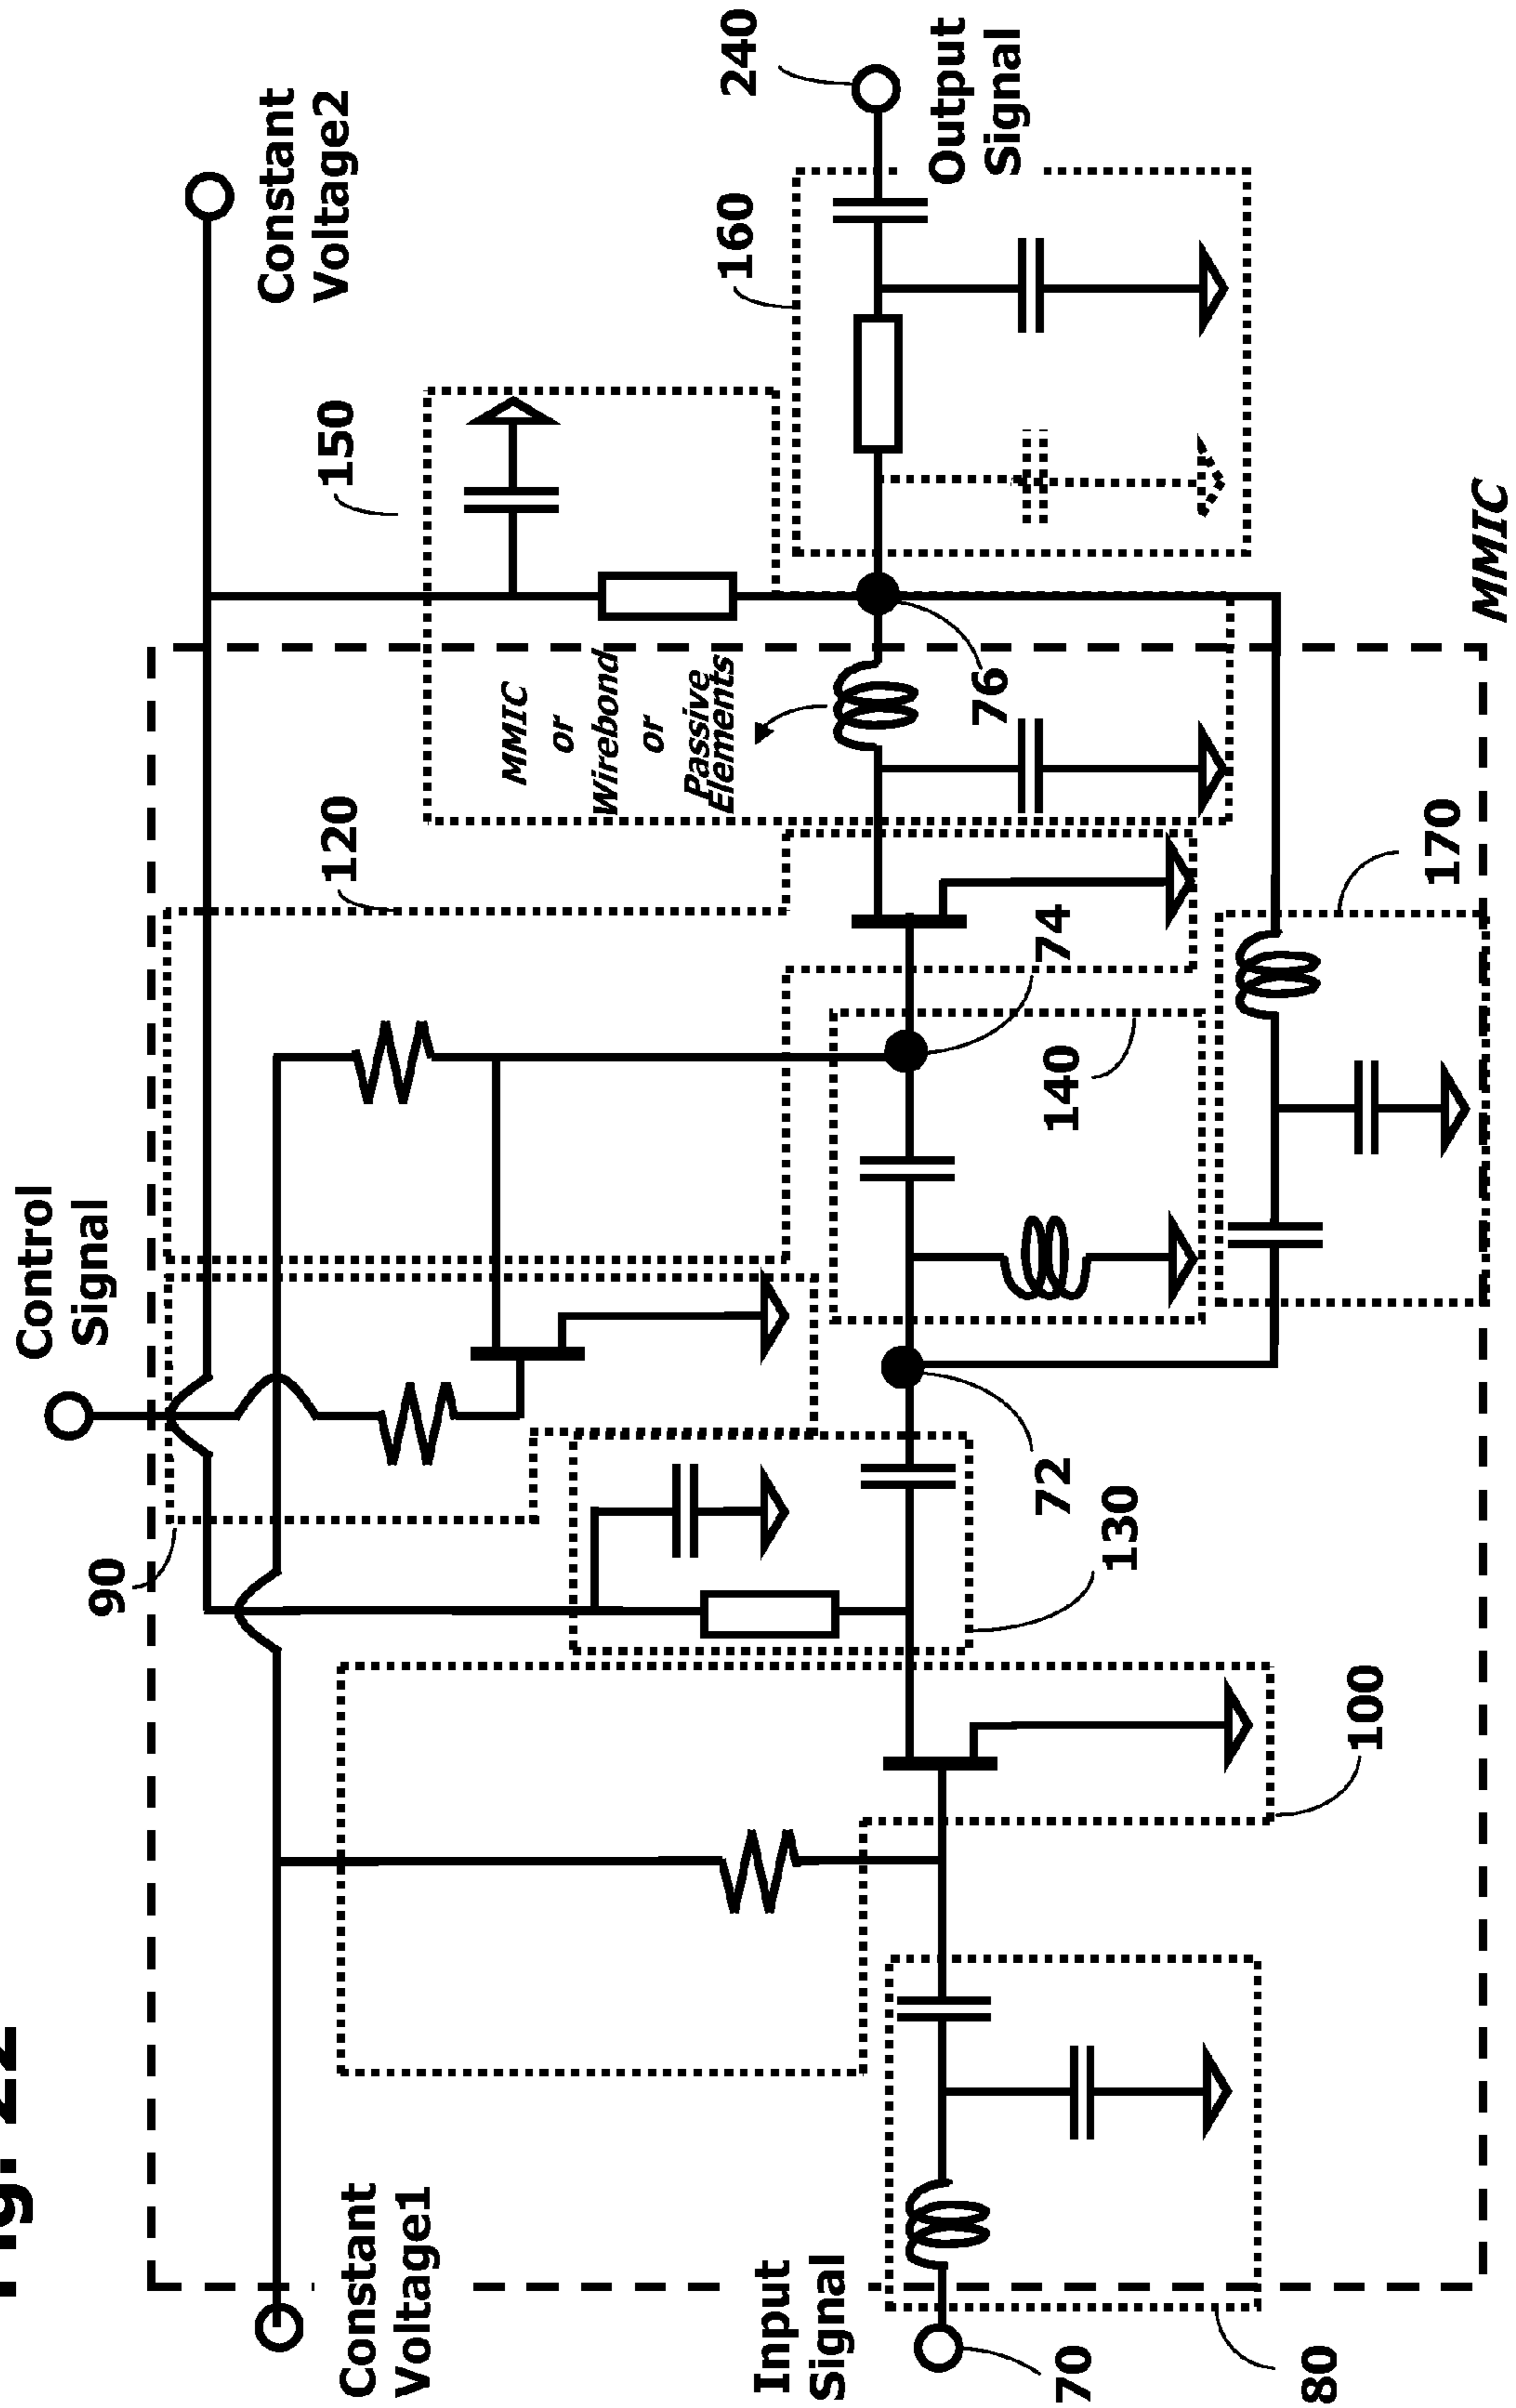 Fig. 22
Control
Signal
90
Constant
Voltage2
120
150
Constant
Voltage1
MMIC
or
Wirebond
or
Passive
Elements
160
240
Input
Signal
Output
Signal
76
70
72
74
140
130
80
100
170
MMIC